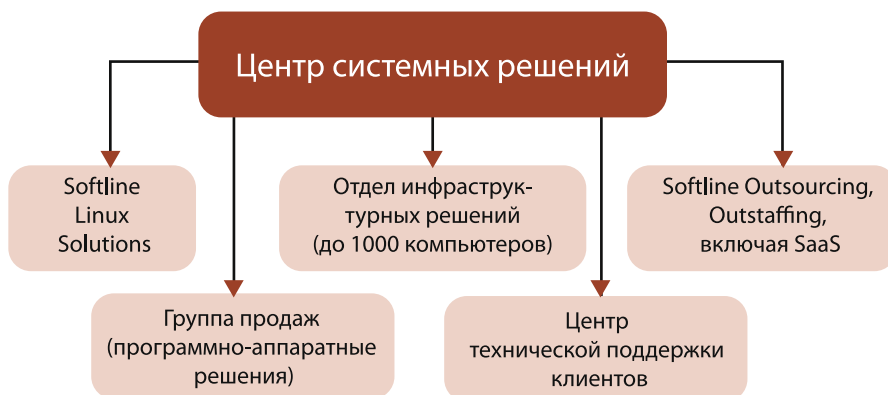 Центр системных решений
Softline
Linux
Solutions
Отдел инфраструк-
турных решений
(до 1000 компьютеров)
Softline Outsourcing,
Outstaffing,
включая SaaS
Группа продаж
(программно-аппаратные
решения)
Центр
технической поддержки
клиентов